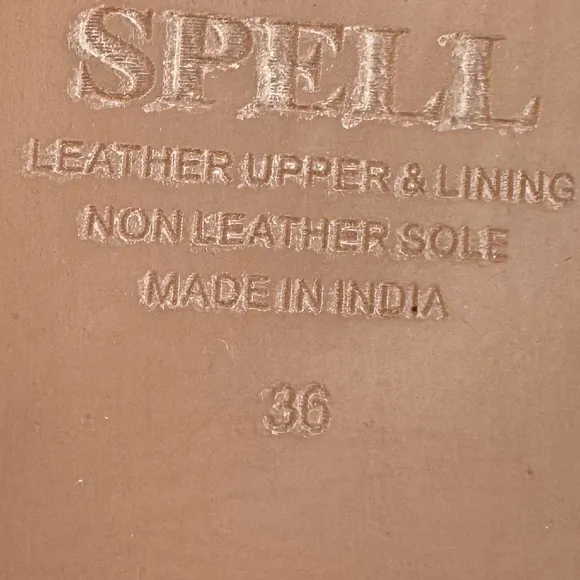 SPELL
LEATHER UPPER & LINING
NON LEATHER SOLE
MADE IN INDIA
36